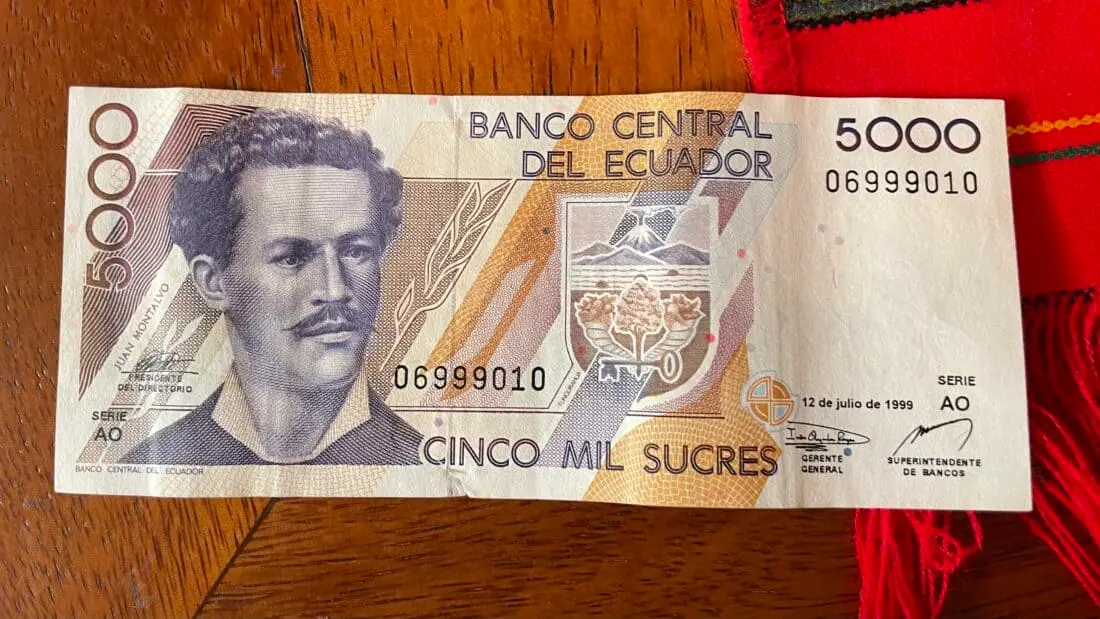 5000
BANCO CENTRAL
DEL ECUADOR
5000
06999010
JUAN MONTALVO
PRESIDENTE
DEL DIRECTORIO
SERIE
AO
BANCO CENTRAL DEL ECUADOR
06999010
TUNGURAHUA
CINCO MIL SUCRES
12 de julio de 1999
SERIE
AO
GERENTE
GENERAL
SUPERINTENDENTE
DE BANCOS